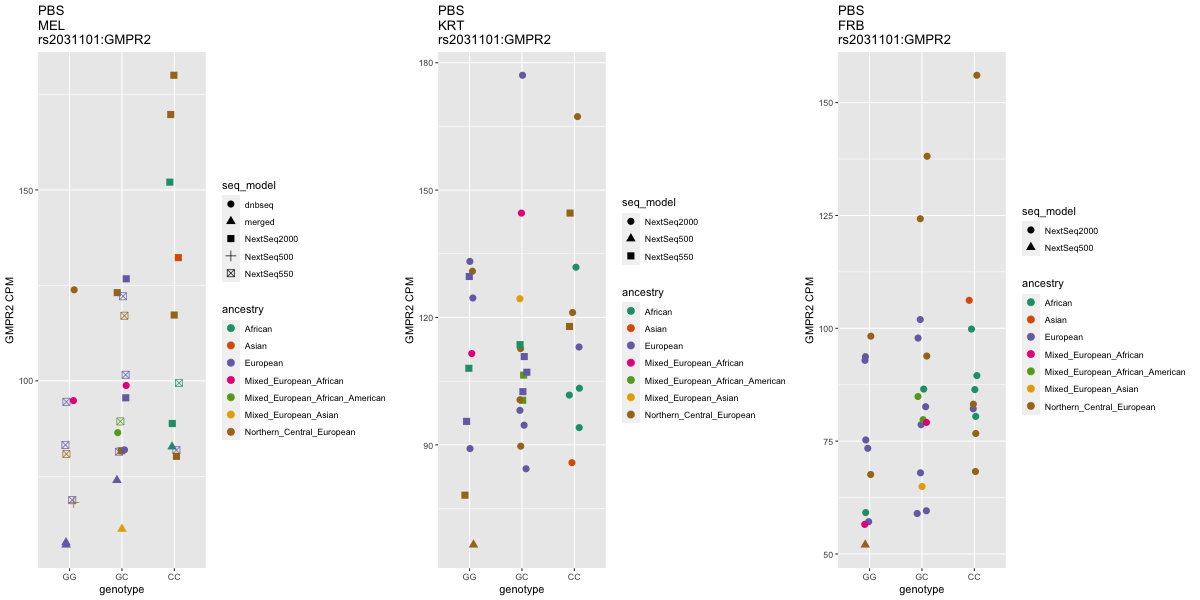 PBS
MEL
rs2031101:GMPR2
150
100
GMPR2 CPM
GG
GC
CC
genotype
seq_model
dnbseq
merged
NextSeq2000
NextSeq500
NextSeq550
ancestry
African
Asian
European
Mixed_European_African
Mixed_European_African_American
Mixed_European_Asian
Northern_Central_European
PBS
KRT
rs2031101:GMPR2
180
150
120
90
GMPR2 CPM
GG
GC
CC
genotype
seq_model
NextSeq2000
NextSeq500
NextSeq550
ancestry
African
Asian
European
Mixed_European_African
Mixed_European_African_American
Mixed_European_Asian
Northern_Central_European
PBS
FRB
rs2031101:GMPR2
150
125
100
75
50
GMPR2 CPM
GG
GC
CC
genotype
seq_model
NextSeq2000
NextSeq500
ancestry
African
Asian
European
Mixed_European_African
Mixed_European_African_American
Mixed_European_Asian
Northern_Central_European